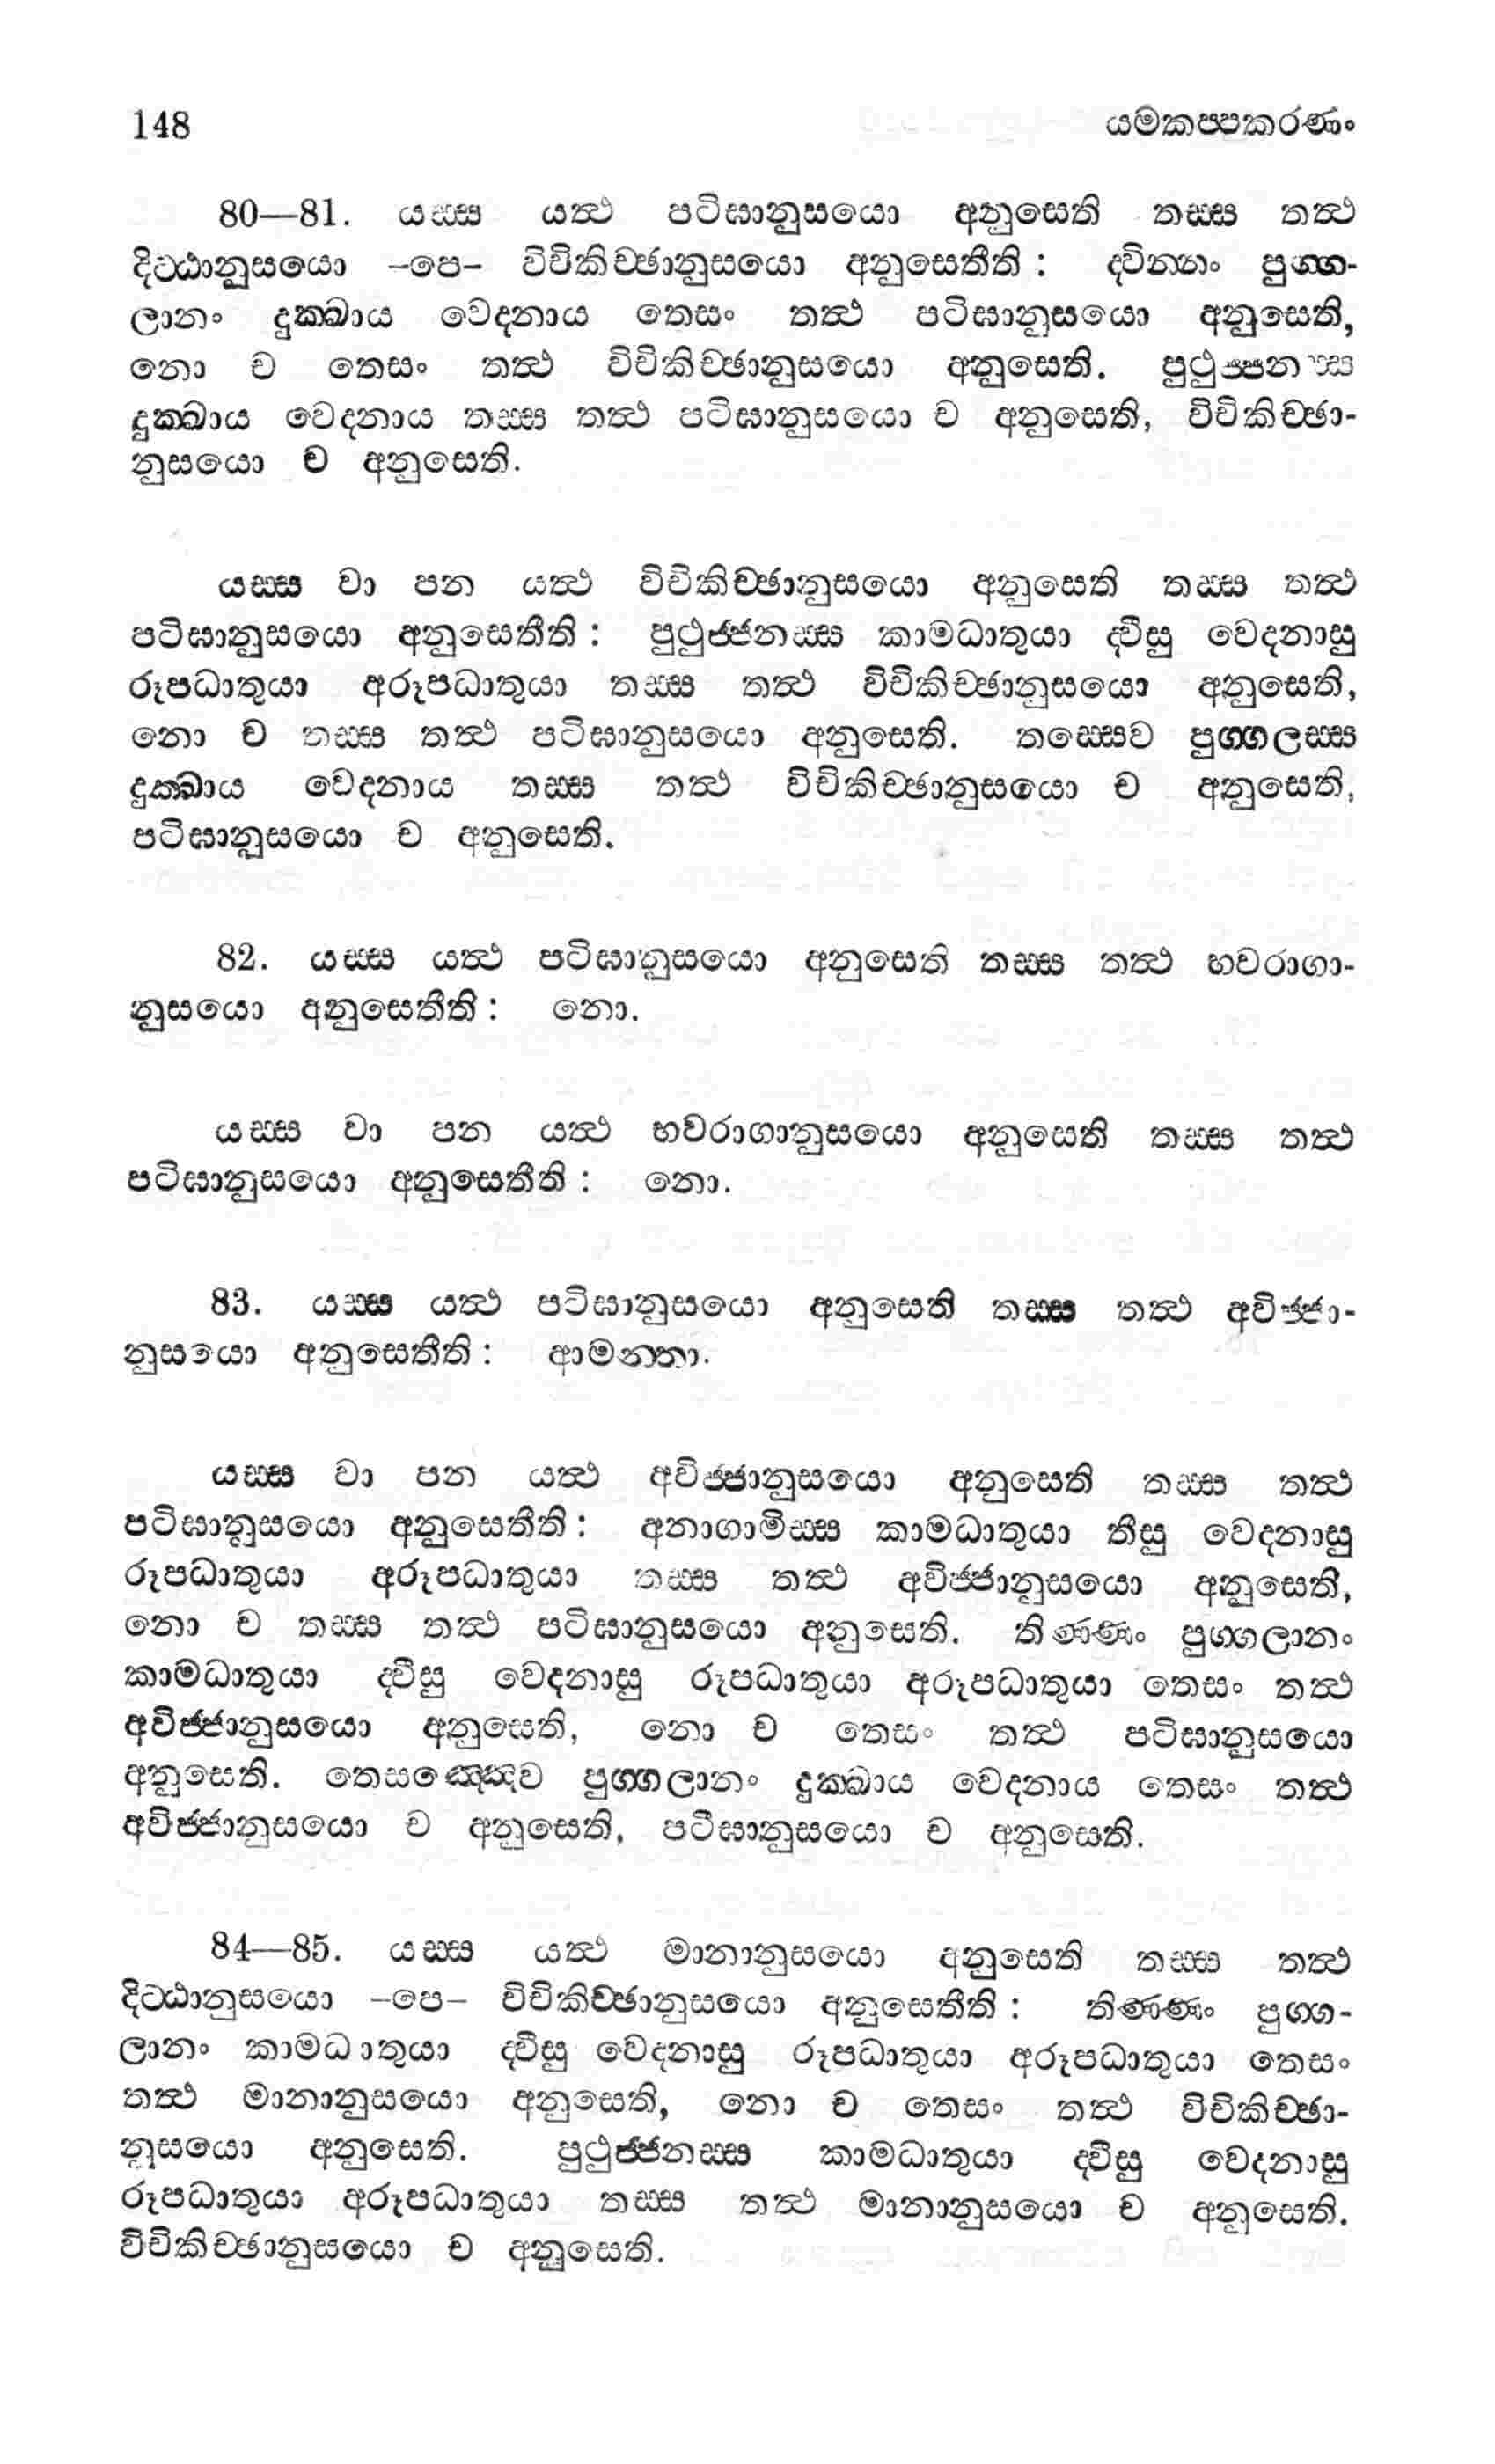 148 යමකප්පකරණං
80—81. යස්ස යත්ථ පටිඝානුසයො අනුසෙති තස්ස තත්ථ
දිට්ඨානුසයො -පෙ- විචිකිච්ඡානුසයො අනුසෙතීති : ද්වින්නං පුග්ග-
ලානං දුක්ඛාය වෙදනාය තෙසං තත්ථ පටිඝානුසයො අනුසෙති,
නො ච තෙසං තත්ථ විචිකිච්ඡානුසයො අනුසෙති. පුථුජ්ජනස්ස
දුක්ඛාය වෙදනාය තස්ස තත්ථ පටිඝානුසයො ච අනුසෙති, විචිකිච්ඡා-
නුසයො ච අනුසෙති.
යස්ස වා පන යත්ථ විචිකිච්ඡානුසයො අනුසෙති තස්ස තත්ථ
පටිඝානුසයො අනුසෙතීති : පුථුජ්ජනස්ස කාමධාතුයා ද්වීසු වෙදනාසු
රූපධාතුයා අරූපධාතුයා තස්ස තත්ථ විචිකිච්ඡානුසයො අනුසෙති,
නො ච තස්ස තත්ථ පටිඝානුසයො අනුසෙති. තස්සෙව පුග්ගලස්ස
දුක්ඛාය වෙදනාය තස්ස තත්ථ විචිකිච්ඡානුසයො ච අනුසෙති,
පටිඝානුසයො ච අනුසෙති.
82. යස්ස යත්ථ පටිඝානුසයො අනුසෙති තස්ස තත්ථ භවරාගා-
නුසයො අනුසෙතීති : නො.
යස්ස වා පන යත්ථ භවරාගානුසයො අනුසෙති තස්ස තත්ථ
පටිඝානුසයො අනුසෙතීති : නො.
83. යස්ස යත්ථ පටිඝානුසයො අනුසෙති තස්ස තත්ථ අවිජ්ජා-
නුසයො අනුසෙතීති : ආමන්තා.
යස්ස වා පන යත්ථ අවිජ්ජානුසයො අනුසෙති තස්ස තත්ථ
පටිඝානුසයො අනුසෙතීති : අනාගාමිස්ස කාමධාතුයා තීසු වෙදනාසු
රූපධාතුයා අරූපධාතුයා තස්ස තත්ථ අවිජ්ජානුසයො අනුසෙති,
නො ච තස්ස තත්ථ පටිඝානුසයො අනුසෙති. තිණ්ණං පුග්ගලානං
කාමධාතුයා ද්වීසු වෙදනාසු රූපධාතුයා අරූපධාතුයා තෙසං තත්ථ
අවිජ්ජානුසයො අනුසෙති, නො ච තෙසං තත්ථ පටිඝානුසයො
අනුසෙති. තෙසඤ්ඤෙව පුග්ගලානං දුක්ඛාය වෙදනාය තෙසං තත්ථ
අවිජ්ජානුසයො ච අනුසෙති, පටිඝානුසයො ච අනුසෙති.
84—85. යස්ස යත්ථ මානානුසයො අනුසෙති තස්ස තත්ථ
දිට්ඨානුසයො -පෙ- විචිකිච්ඡානුසයො අනුසෙතීති : තිණ්ණං පුග්ග-
ලානං කාමධාතුයා ද්වීසු වෙදනාසු රූපධාතුයා අරූපධාතුයා තෙසං
තත්ථ මානානුසයො අනුසෙති, නො ච තෙසං තත්ථ විචිකිච්ඡා-
නුසයො අනුසෙති. පුථුජ්ජනස්ස කාමධාතුයා ද්වීසු වෙදනාසු
රූපධාතුයා අරූපධාතුයා තස්ස තත්ථ මානානුසයො ච අනුසෙති.
විචිකිච්ඡානුසයො ච අනුසෙති.